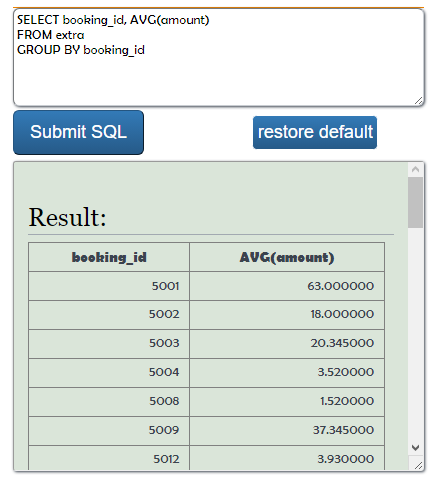 SELECT booking_id, AVG(amount)
FROM extra
GROUP BY booking_id
Submit SQL restore default
Result:
booking_id AVG(amount)
5001 63.000000
5002 18.000000
5003 20.345000
5004 3.520000
5008 1.520000
5009 37.345000
5012 3.930000